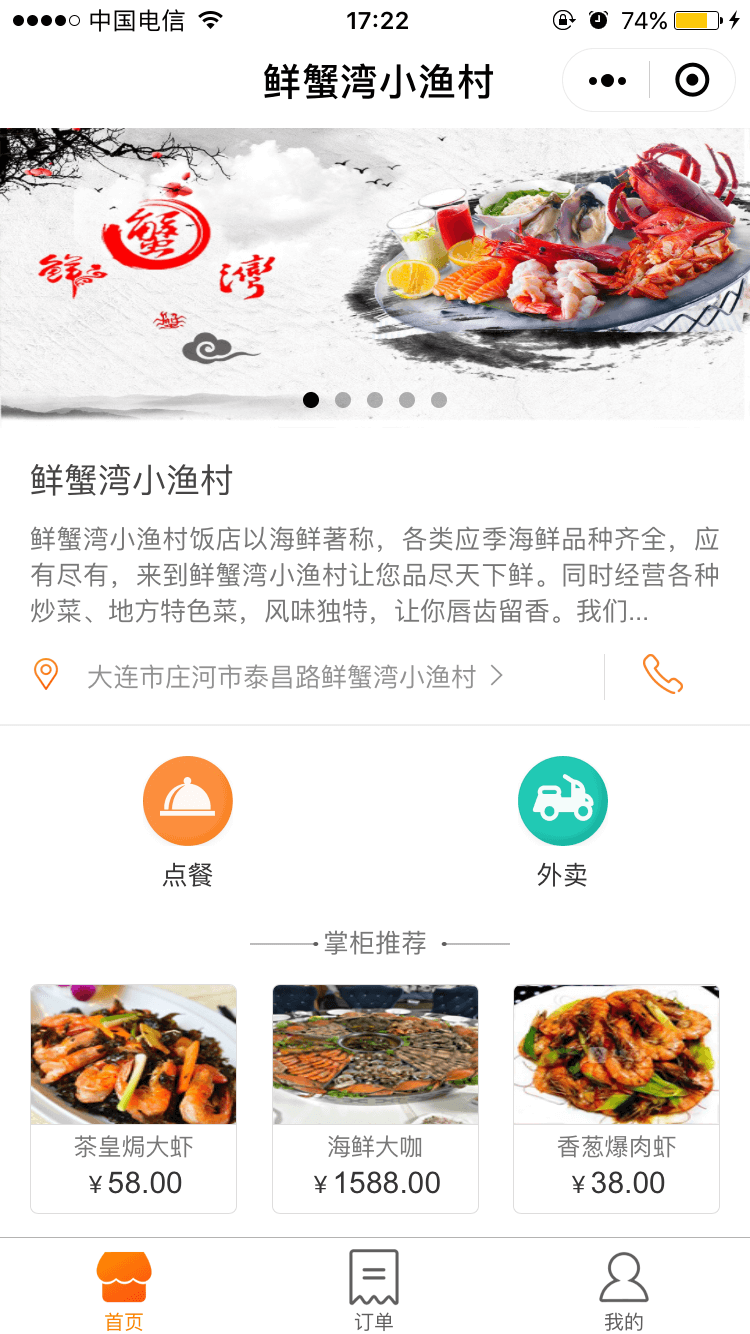 中国电信 17:22 74%
鲜蟹湾小渔村
鲜 蟹 湾
蟹
鲜蟹湾小渔村
鲜蟹湾小渔村饭店以海鲜著称，各类应季海鲜品种齐全，应
有尽有，来到鲜蟹湾小渔村让您品尽天下鲜。同时经营各种
炒菜、地方特色菜，风味独特，让你唇齿留香。我们...
大连市庄河市泰昌路鲜蟹湾小渔村
点餐 外卖
掌柜推荐
茶皇焗大虾 海鲜大咖 香葱爆肉虾
¥58.00 ¥1588.00 ¥38.00
首页 订单 我的